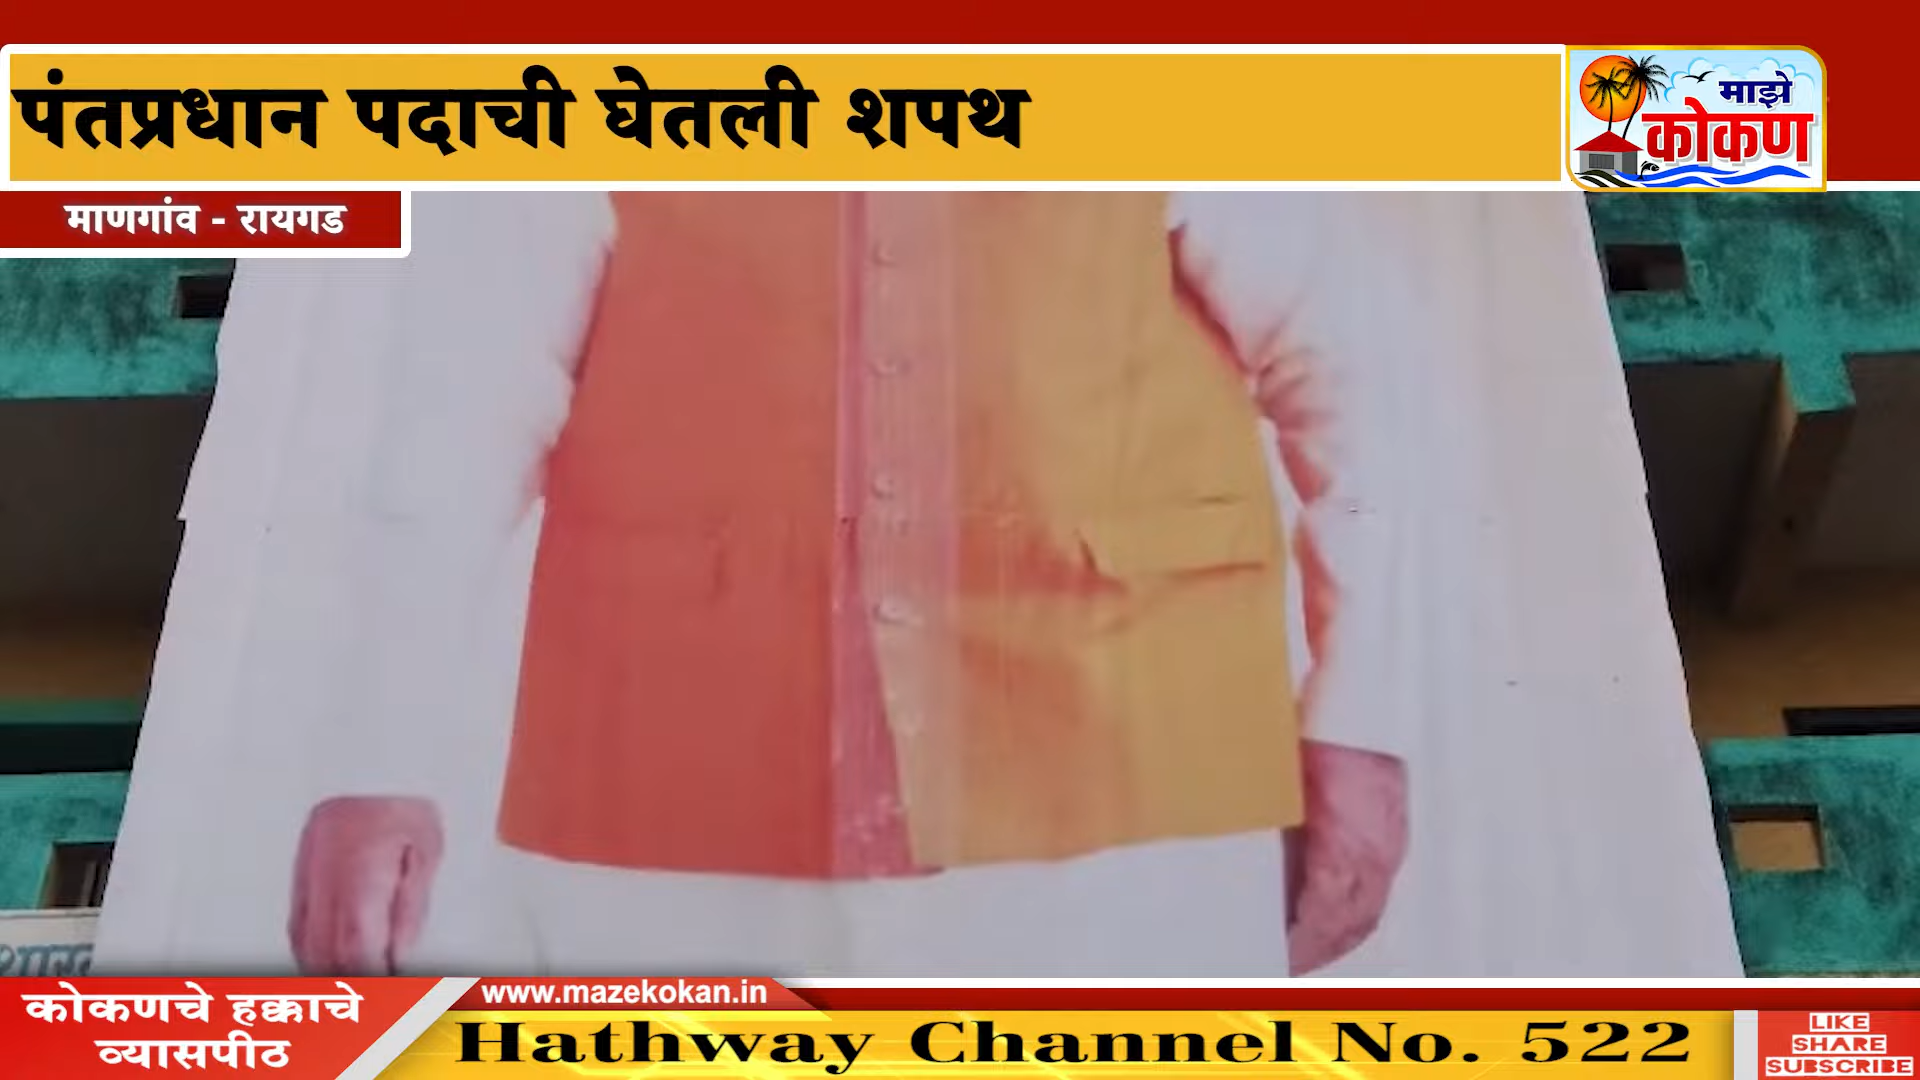 पंतप्रधान पदाची घेतली शपथ
माझे
कोकण
माणगांव - रायगड
कोकणचे हक्काचे
व्यासपीठ
www.mazekokan.in
Hathway Channel No. 522
LIKE
SHARE
SUBSCRIBE